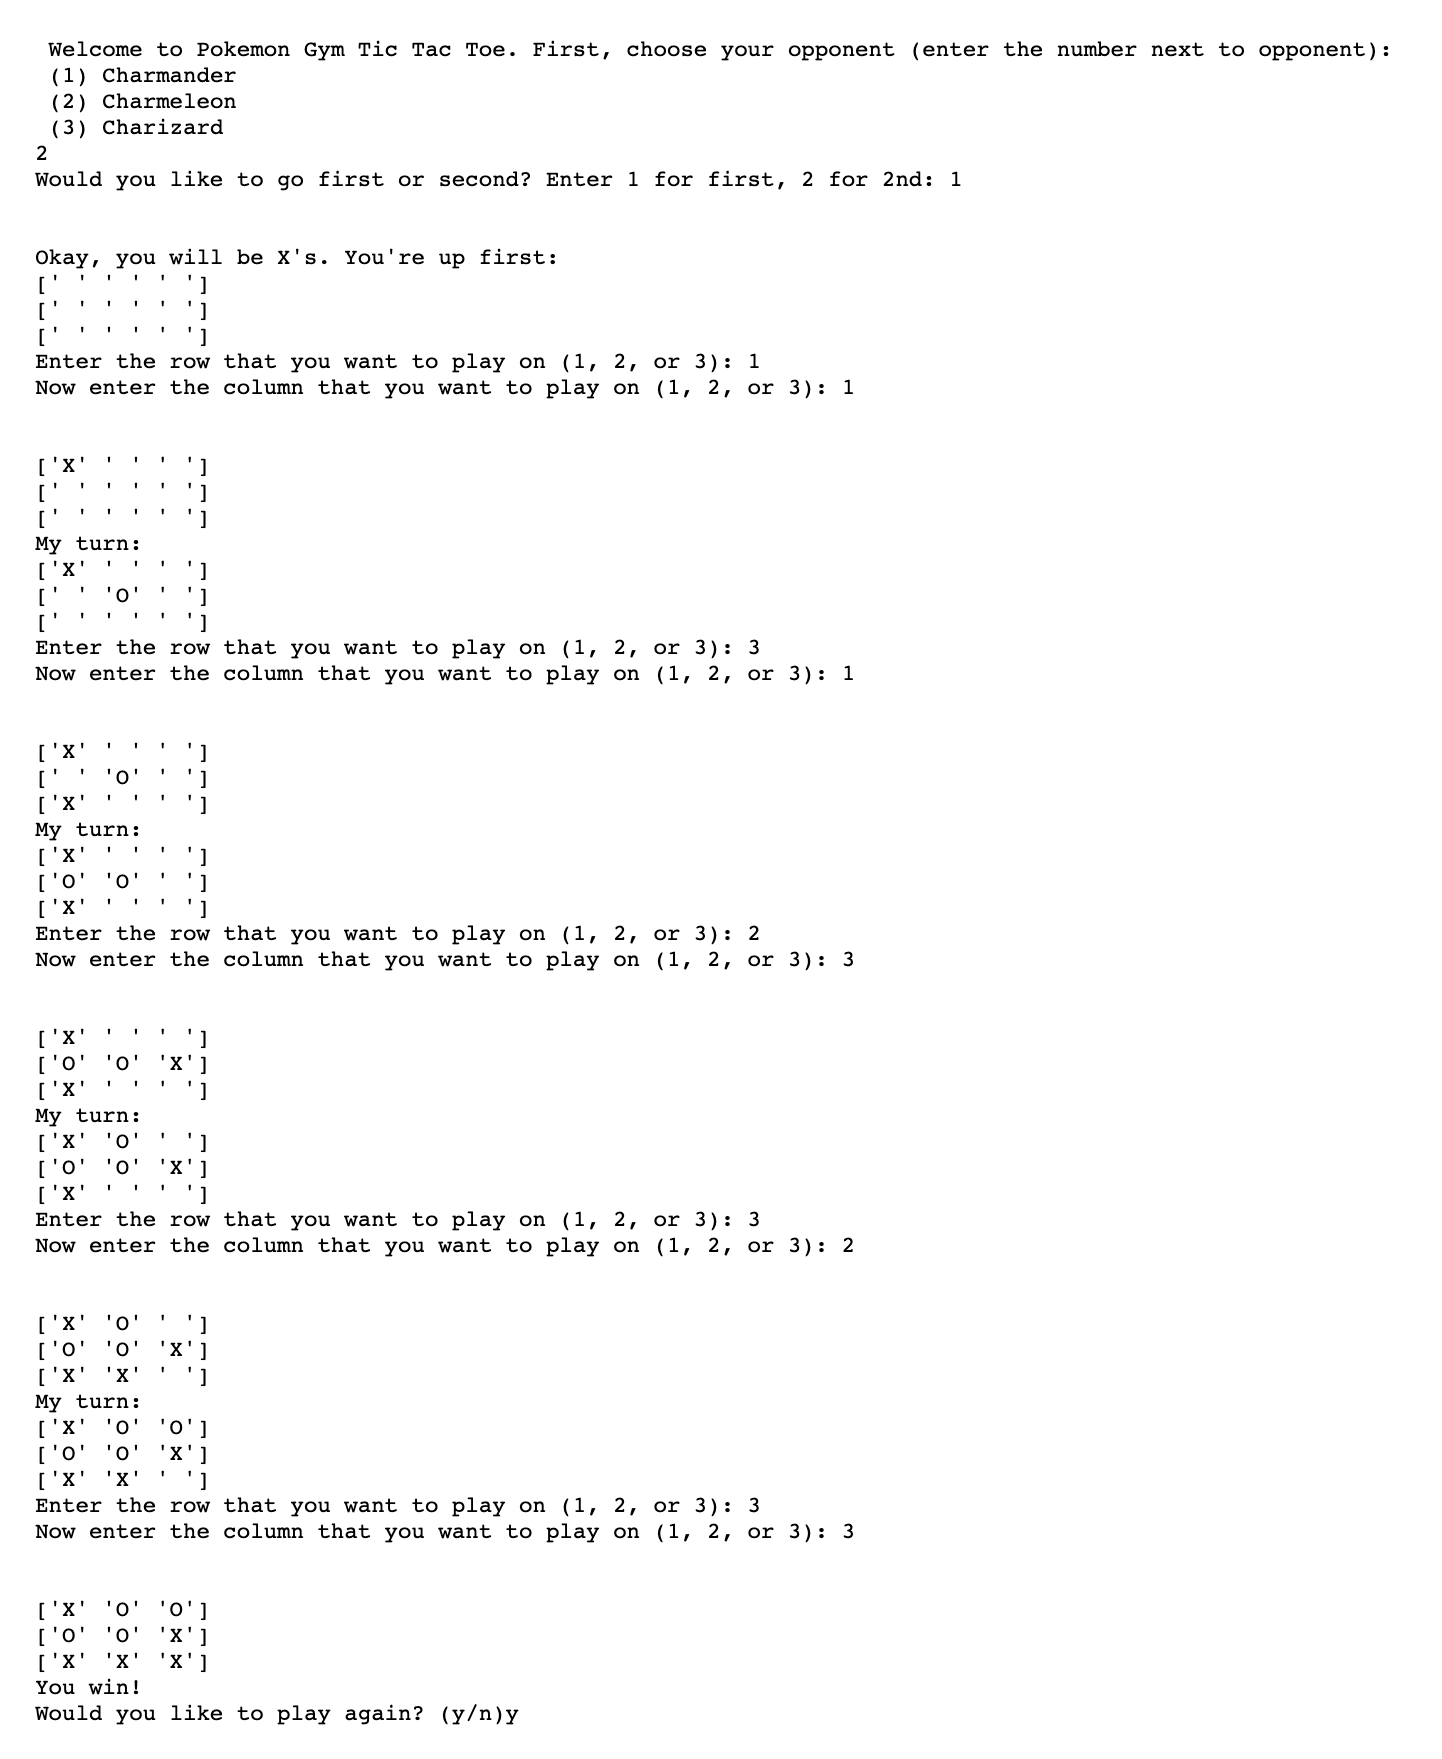 Welcome to Pokemon Gym Tic Tac Toe. First, choose your opponent (enter the number next to opponent):
(1) Charmander
(2) Charmeleon
(3) Charizard
2
Would you like to go first or second? Enter 1 for first, 2 for 2nd: 1
Okay, you will be X's. You're up first:
[' ' ' ' ' ']
[' ' ' ' ' ']
[' ' ' ' ' ']
Enter the row that you want to play on (1, 2, or 3): 1
Now enter the column that you want to play on (1, 2, or 3): 1
['X' ' ' ' ']
[' ' ' ' ' ']
[' ' ' ' ' ']
My turn:
['X' ' ' ' ']
[' ' 'O' ' ']
[' ' ' ' ' ']
Enter the row that you want to play on (1, 2, or 3): 3
Now enter the column that you want to play on (1, 2, or 3): 1
['X' ' ' ' ']
[' ' 'O' ' ']
['X' ' ' ' ']
My turn:
['X' ' ' ' ']
['O' 'O' ' ']
['X' ' ' ' ']
Enter the row that you want to play on (1, 2, or 3): 2
Now enter the column that you want to play on (1, 2, or 3): 3
['X' ' ' ' ']
['O' 'O' 'X']
['X' ' ' ' ']
My turn:
['X' 'O' ' ']
['O' 'O' 'X']
['X' ' ' ' ']
Enter the row that you want to play on (1, 2, or 3): 3
Now enter the column that you want to play on (1, 2, or 3): 2
['X' 'O' ' ']
['O' 'O' 'X']
['X' 'X' ' ']
My turn:
['X' 'O' 'O']
['O' 'O' 'X']
['X' 'X' ' ']
Enter the row that you want to play on (1, 2, or 3): 3
Now enter the column that you want to play on (1, 2, or 3): 3
['X' 'O' 'O']
['O' 'O' 'X']
['X' 'X' 'X']
You win!
Would you like to play again? (y/n)y